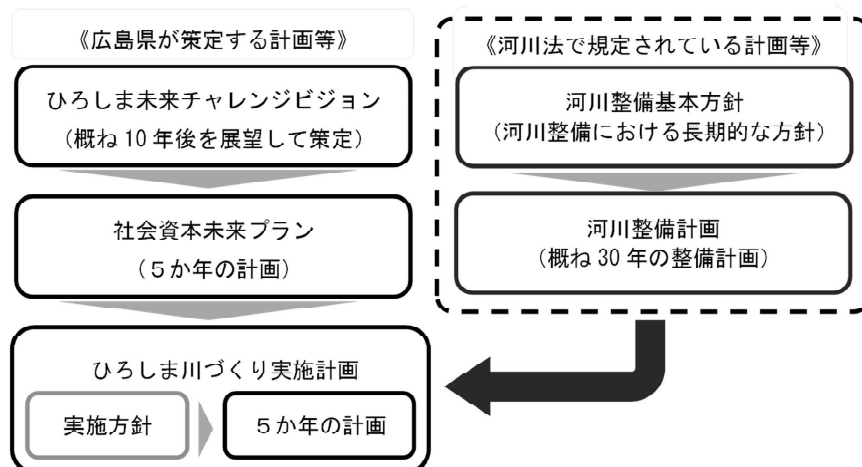 《広島県が策定する計画等》
ひろしま未来チャレンジビジョン
(概ね 10 年後を展望して策定)
社会資本未来プラン
(５か年の計画)
ひろしま川づくり実施計画
実施方針
５か年の計画
《河川法で規定されている計画等》
河川整備基本方針
(河川整備における長期的な方針)
河川整備計画
(概ね 30 年の整備計画)